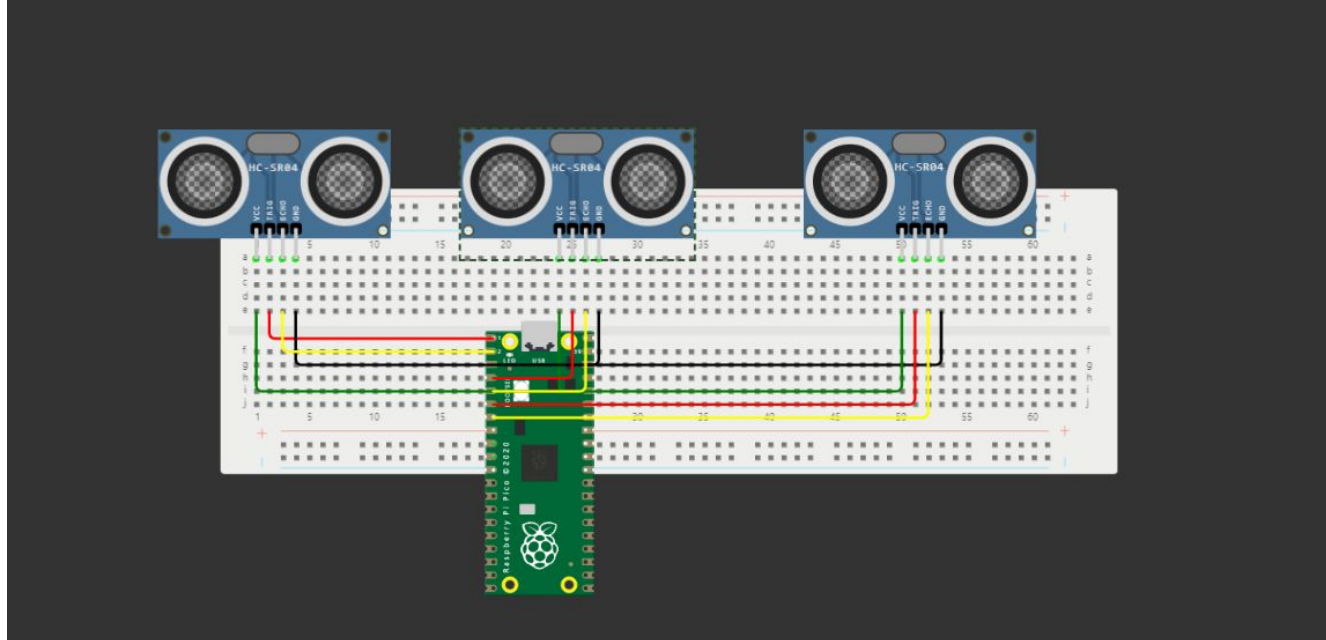 HC-SR04
VCC TRIG ECHO GND
HC-SR04
VCC TRIG ECHO GND
HC-SR04
VCC TRIG ECHO GND
5 10 15 20 25 30 35 40 45 50 55 60
a a
b b
c c
d d
e e
f f
g g
h h
i i
j j
LED USB
BOOTSEL
1 5 10 15 30 35 40 45 50 55 60
Raspberry Pi Pico © 2020